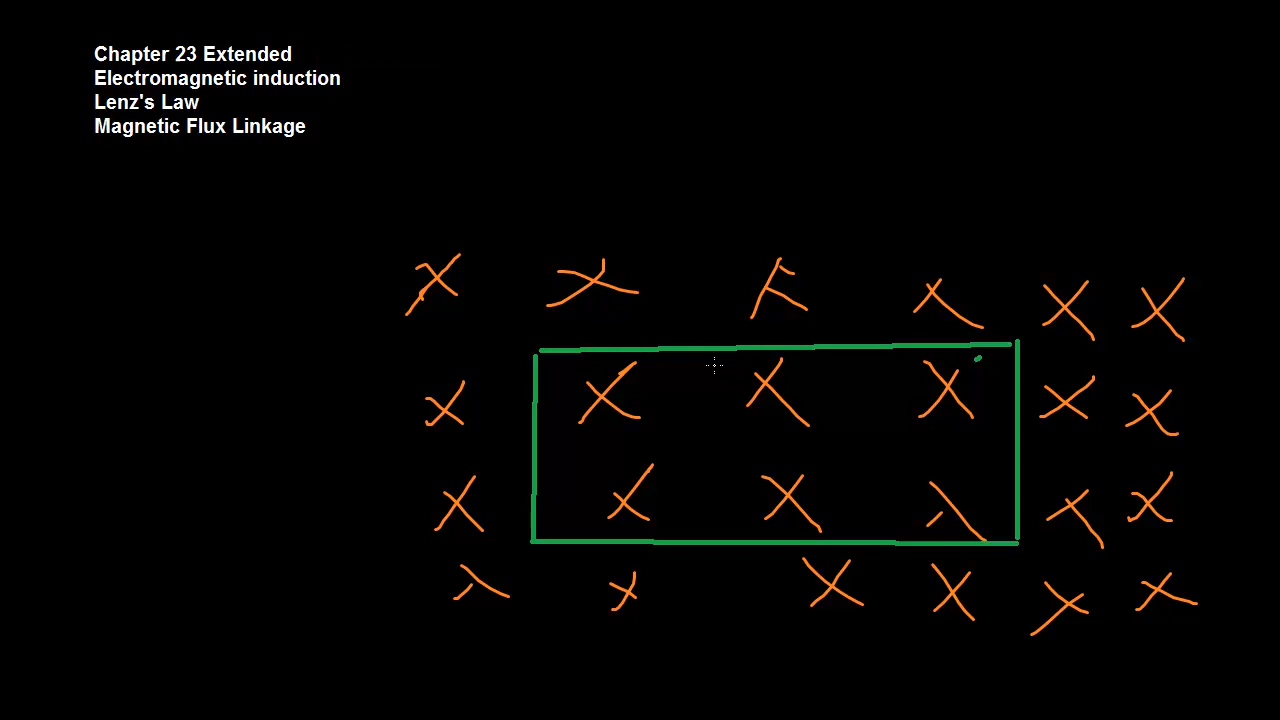 Chapter 23 Extended
Electromagnetic induction
Lenz's Law
Magnetic Flux Linkage